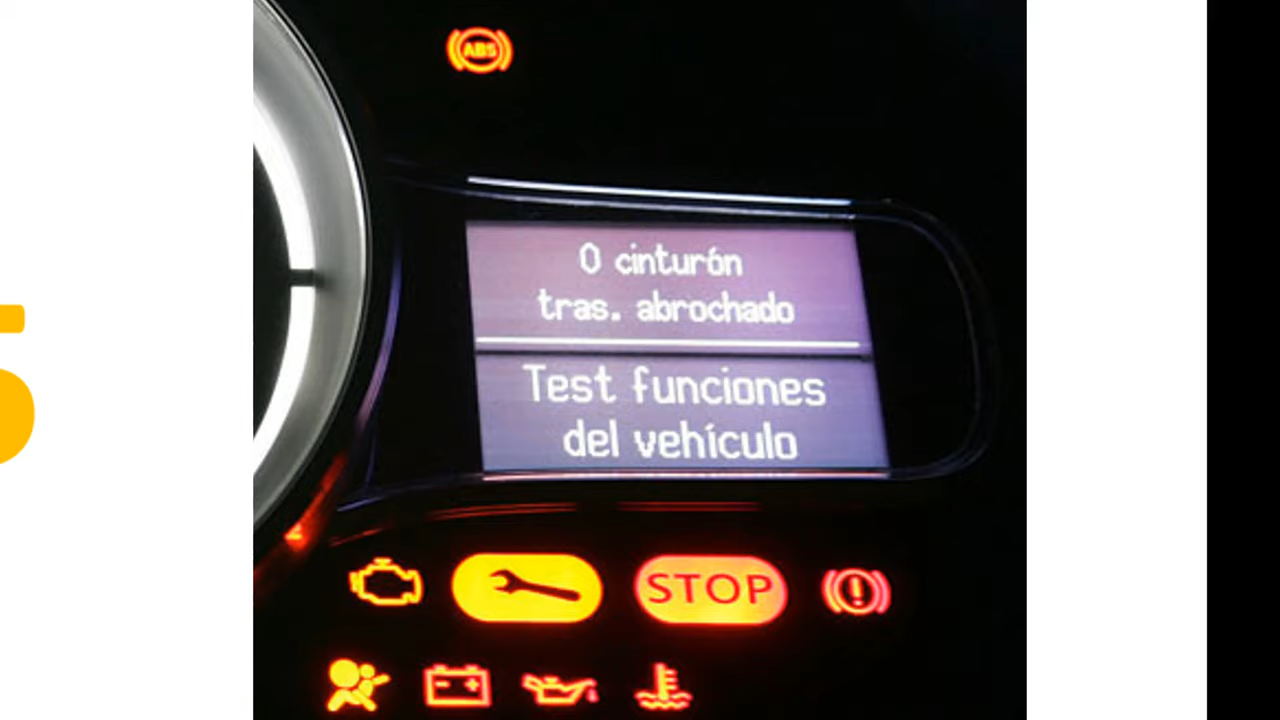 ABS
0 cinturón
tras. abrochado
Test funciones
del vehículo
STOP